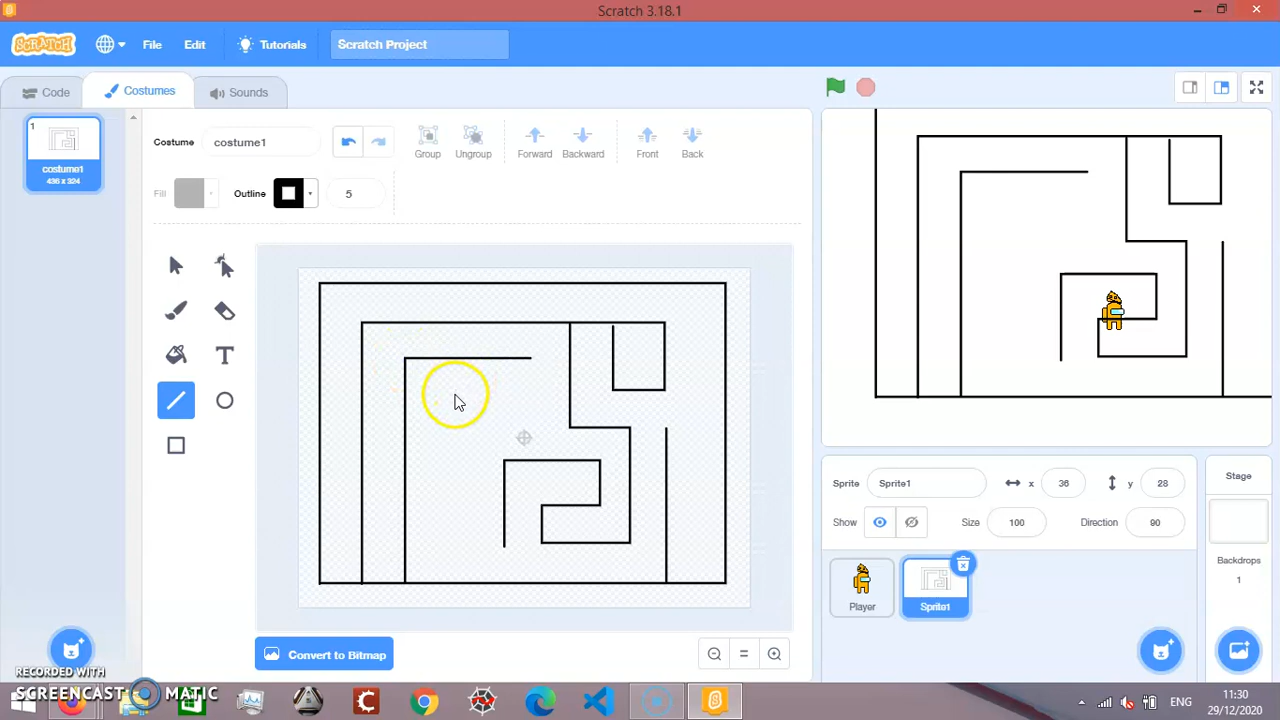 Scratch 3.18.1
SCRATCH File Edit Tutorials Scratch Project
Code Costumes Sounds
1
costume1
436 x 324
Costume costume1 Group Ungroup Forward Backward Front Back
Fill Outline 5
T
Convert to Bitmap
Sprite Sprite1 x 36 y 28
Show Size 100 Direction 90
Player Sprite1
Stage
Backdrops
1
RECORDED WITH
SCREENCAST MATIC
ENG 11:30
29/12/2020